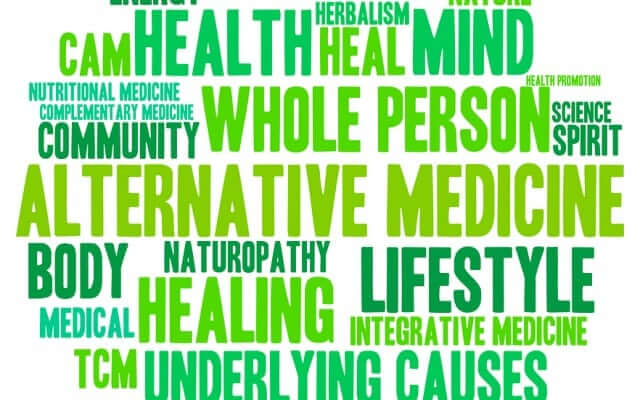 ENERGY
NATURE
HERBALISM
CAM HEALTH HEAL MIND
NUTRITIONAL MEDICINE
COMPLEMENTARY MEDICINE
COMMUNITY
WHOLE PERSON
HEALTH PROMOTION
SCIENCE
SPIRIT
ALTERNATIVE MEDICINE
BODY
NATUROPATHY
LIFESTYLE
MEDICAL
HEALING
INTEGRATIVE MEDICINE
TCM
UNDERLYING CAUSES